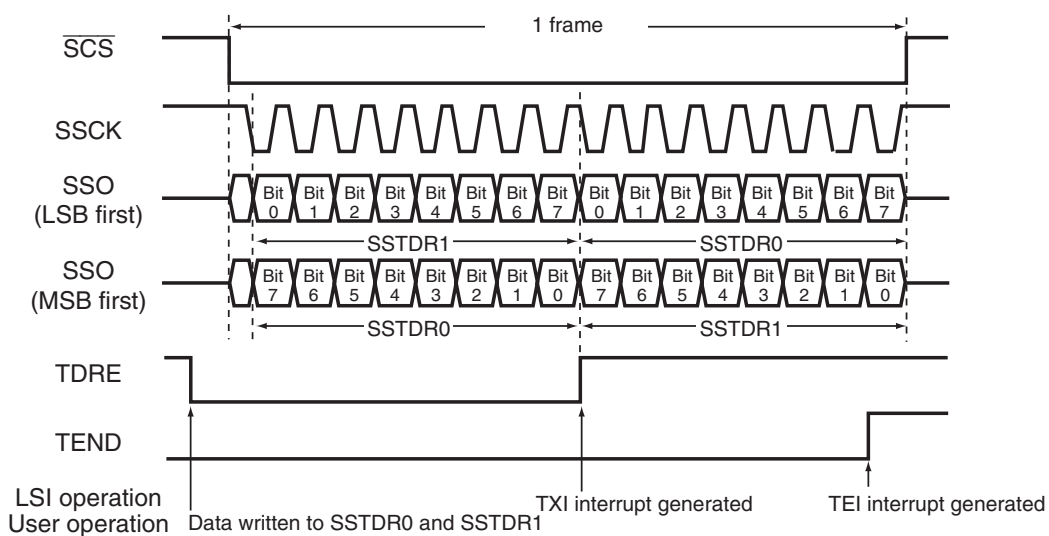 1 frame
SCS
SSCK
SSO
(LSB first)
Bit 0 Bit 1 Bit 2 Bit 3 Bit 4 Bit 5 Bit 6 Bit 7 Bit 0 Bit 1 Bit 2 Bit 3 Bit 4 Bit 5 Bit 6 Bit 7
SSTDR1 SSTDR0
SSO
(MSB first)
Bit 7 Bit 6 Bit 5 Bit 4 Bit 3 Bit 2 Bit 1 Bit 0 Bit 7 Bit 6 Bit 5 Bit 4 Bit 3 Bit 2 Bit 1 Bit 0
SSTDR0 SSTDR1
TDRE
TEND
LSI operation TXI interrupt generated TEI interrupt generated
User operation Data written to SSTDR0 and SSTDR1